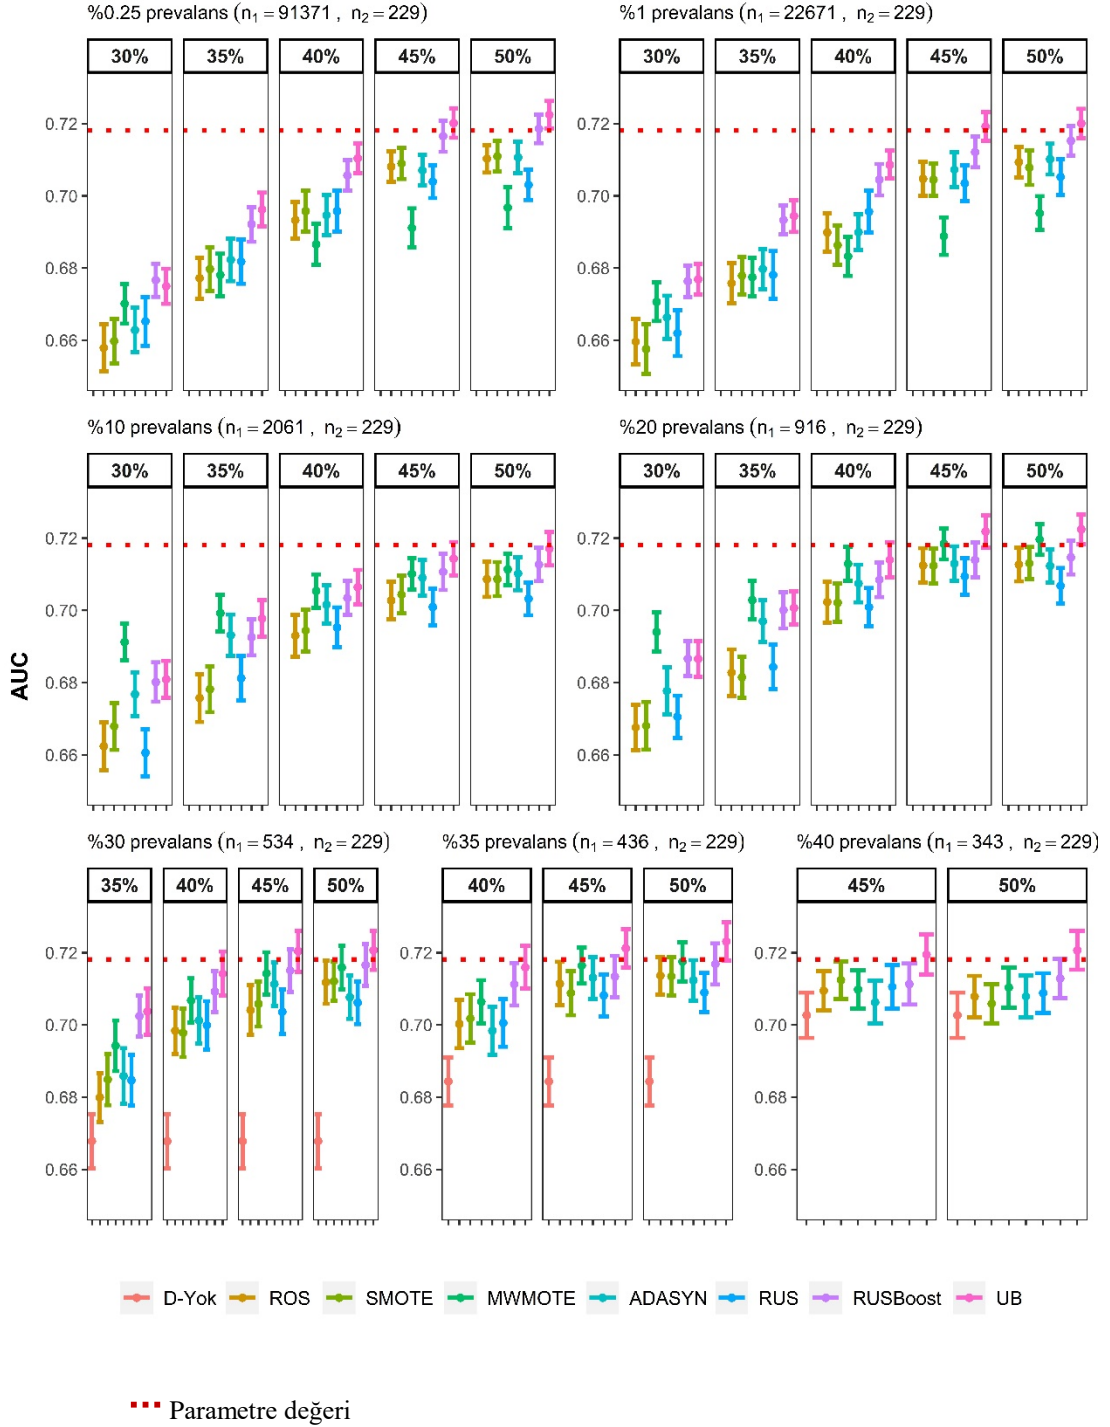 %0.25 prevalans (n1 = 91371 , n2 = 229)
%1 prevalans (n1 = 22671 , n2 = 229)
30% 35% 40% 45% 50%
30% 35% 40% 45% 50%
0.72
0.70
0.68
0.66
0.72
0.70
0.68
0.66
%10 prevalans (n1 = 2061 , n2 = 229)
%20 prevalans (n1 = 916 , n2 = 229)
30% 35% 40% 45% 50%
30% 35% 40% 45% 50%
0.72
0.70
0.68
0.66
0.72
0.70
0.68
0.66
AUC
%30 prevalans (n1 = 534 , n2 = 229)
%35 prevalans (n1 = 436 , n2 = 229)
%40 prevalans (n1 = 343 , n2 = 229)
35% 40% 45% 50%
40% 45% 50%
45% 50%
0.72
0.70
0.68
0.66
0.72
0.70
0.68
0.66
0.72
0.70
0.68
0.66
D-Yok ROS SMOTE MWMOTE ADASYN RUS RUSBoost UB
Parametre değeri